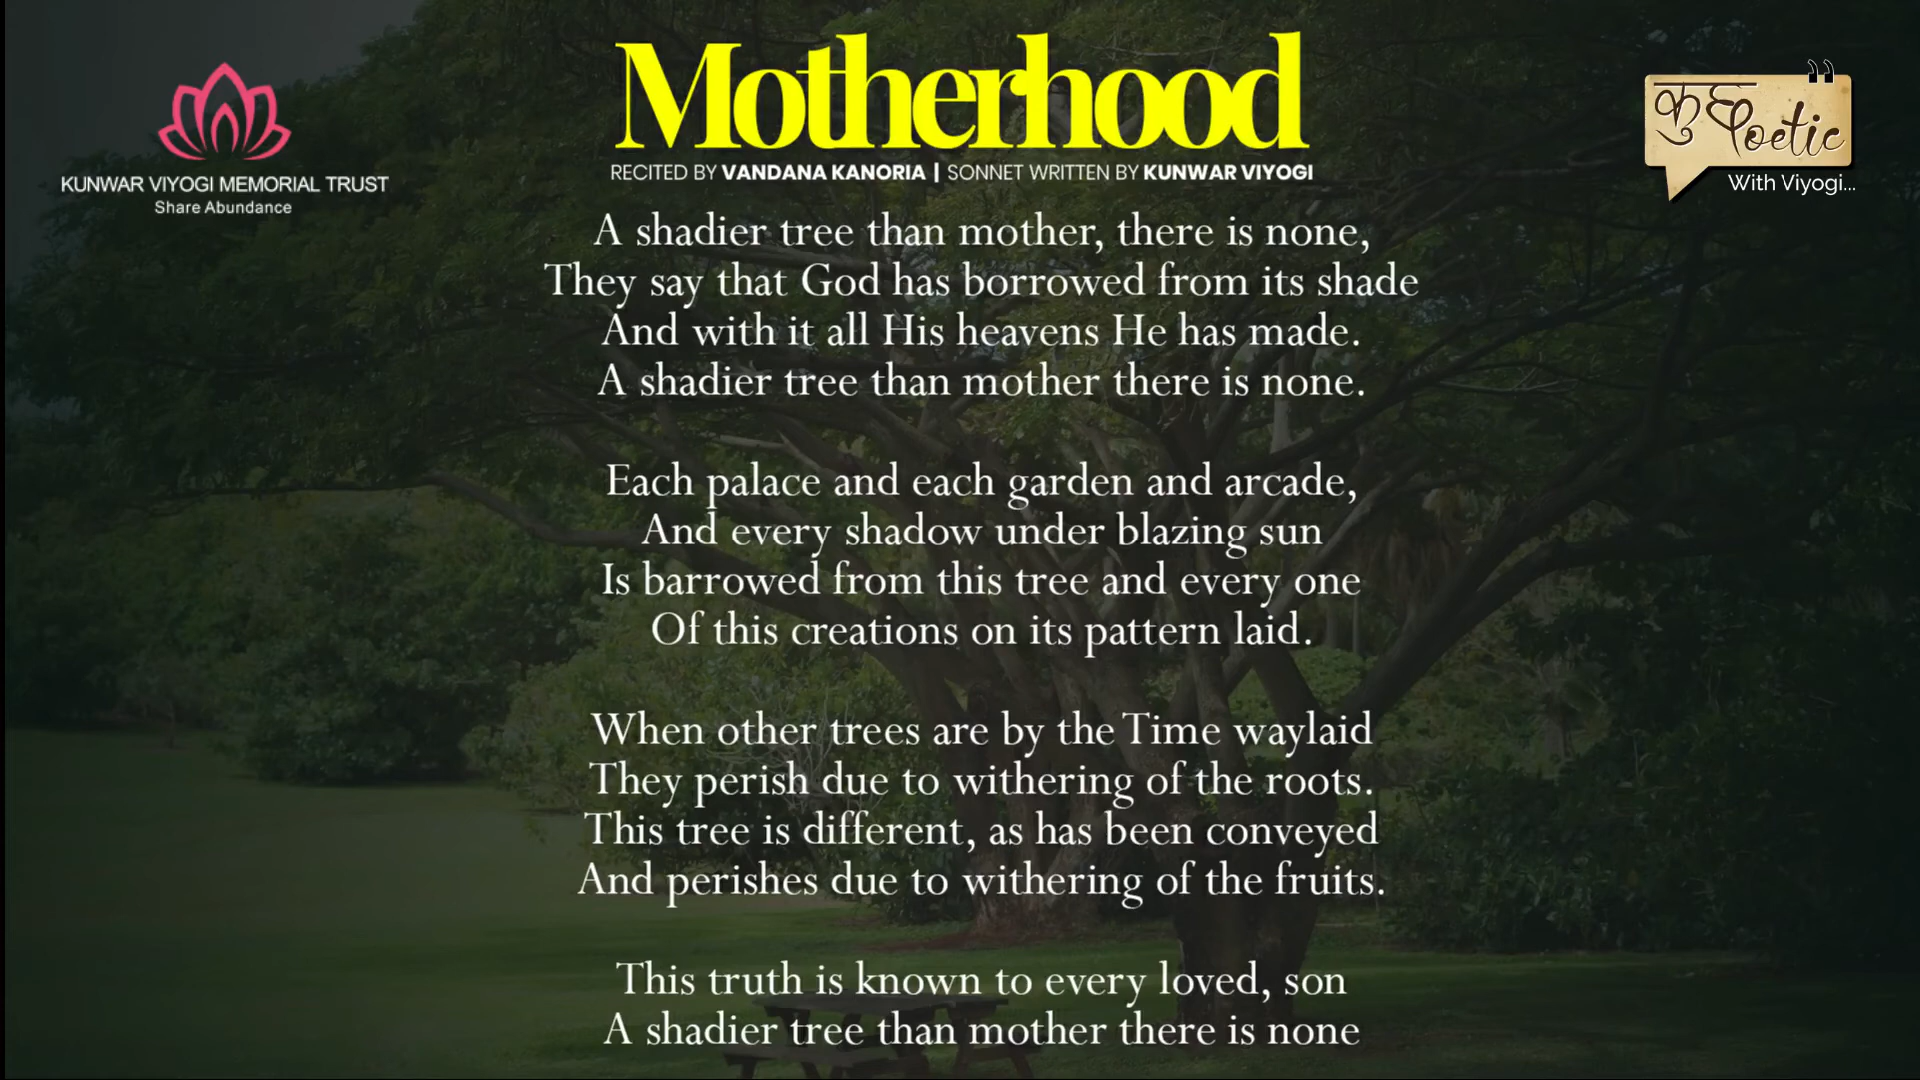 Motherhood
RECITED BY VANDANA KANORIA | SONNET WRITTEN BY KUNWAR VIYOGI
KUNWAR VIYOGI MEMORIAL TRUST
Share Abundance
कुछ Poetic
With Viyogi...
A shadier tree than mother, there is none,
They say that God has borrowed from its shade
And with it all His heavens He has made.
A shadier tree than mother there is none.
Each palace and each garden and arcade,
And every shadow under blazing sun
Is barrowed from this tree and every one
Of this creations on its pattern laid.
When other trees are by the Time waylaid
They perish due to withering of the roots.
This tree is different, as has been conveyed
And perishes due to withering of the fruits.
This truth is known to every loved, son
A shadier tree than mother there is none